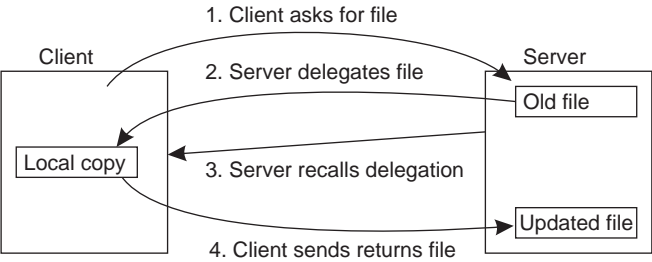 1. Client asks for file
Client
Server
2. Server delegates file
Old file
Local copy
3. Server recalls delegation
Updated file
4. Client sends returns file